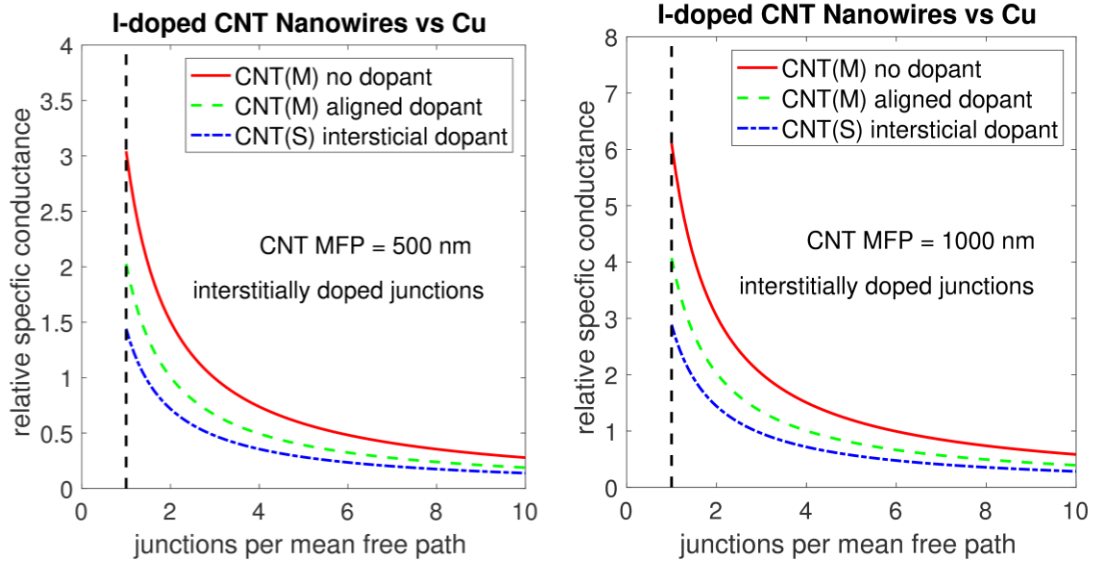 I-doped CNT Nanowires vs Cu
4
3.5
3
2.5
2
1.5
1
0.5
0
relative specific conductance
CNT(M) no dopant
CNT(M) aligned dopant
CNT(S) intersticial dopant
CNT MFP = 500 nm
interstitially doped junctions
0 2 4 6 8 10
junctions per mean free path
I-doped CNT Nanowires vs Cu
8
7
6
5
4
3
2
1
0
relative specfic conductance
CNT(M) no dopant
CNT(M) aligned dopant
CNT(S) intersticial dopant
CNT MFP = 1000 nm
interstitially doped junctions
0 2 4 6 8 10
junctions per mean free path